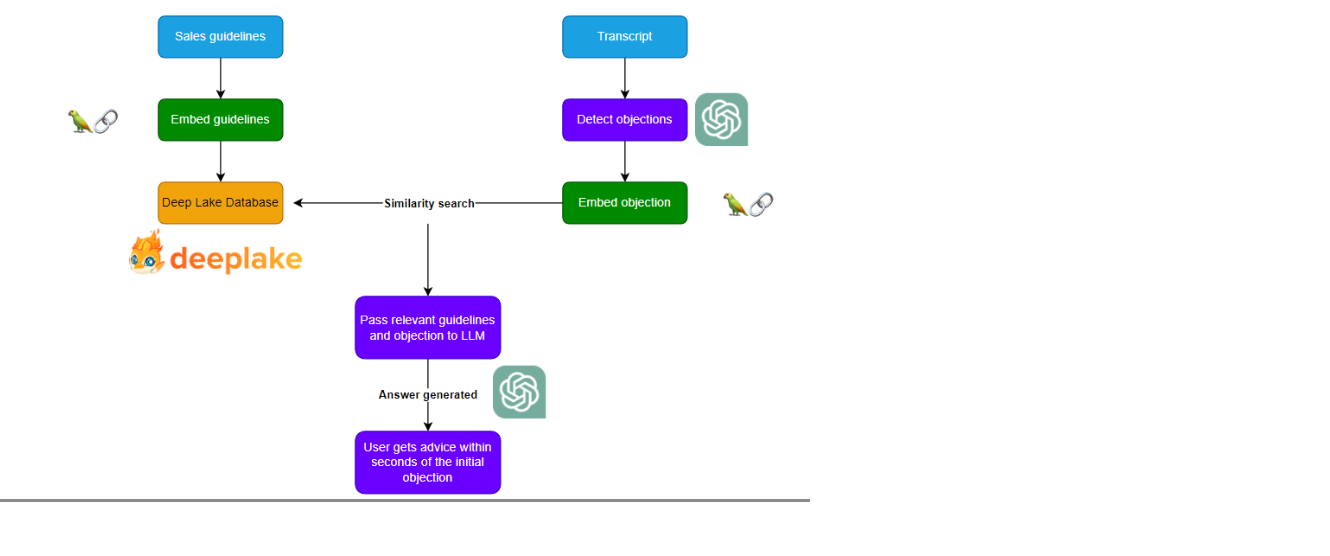 Sales guidelines
Transcript
Embed guidelines
Detect objections
Deep Lake Database
Similarity search
Embed objection
deeplake
Pass relevant guidelines
and objection to LLM
Answer generated
User gets advice within
seconds of the initial
objection